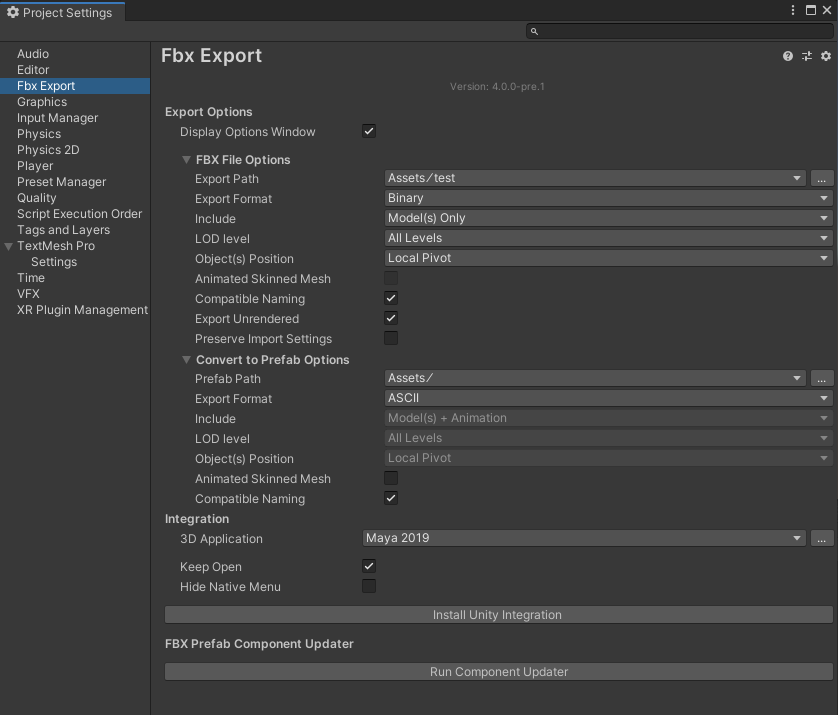 Project Settings
Audio
Editor
Fbx Export
Graphics
Input Manager
Physics
Physics 2D
Player
Preset Manager
Quality
Script Execution Order
Tags and Layers
TextMesh Pro
Settings
Time
VFX
XR Plugin Management
Fbx Export
Version: 4.0.0-pre.1
Export Options
Display Options Window
FBX File Options
Export Path Assets/test ...
Export Format Binary
Include Model(s) Only
LOD level All Levels
Object(s) Position Local Pivot
Animated Skinned Mesh
Compatible Naming
Export Unrendered
Preserve Import Settings
Convert to Prefab Options
Prefab Path Assets/ ...
Export Format ASCII
Include Model(s) + Animation
LOD level All Levels
Object(s) Position Local Pivot
Animated Skinned Mesh
Compatible Naming
Integration
3D Application Maya 2019 ...
Keep Open
Hide Native Menu
Install Unity Integration
FBX Prefab Component Updater
Run Component Updater